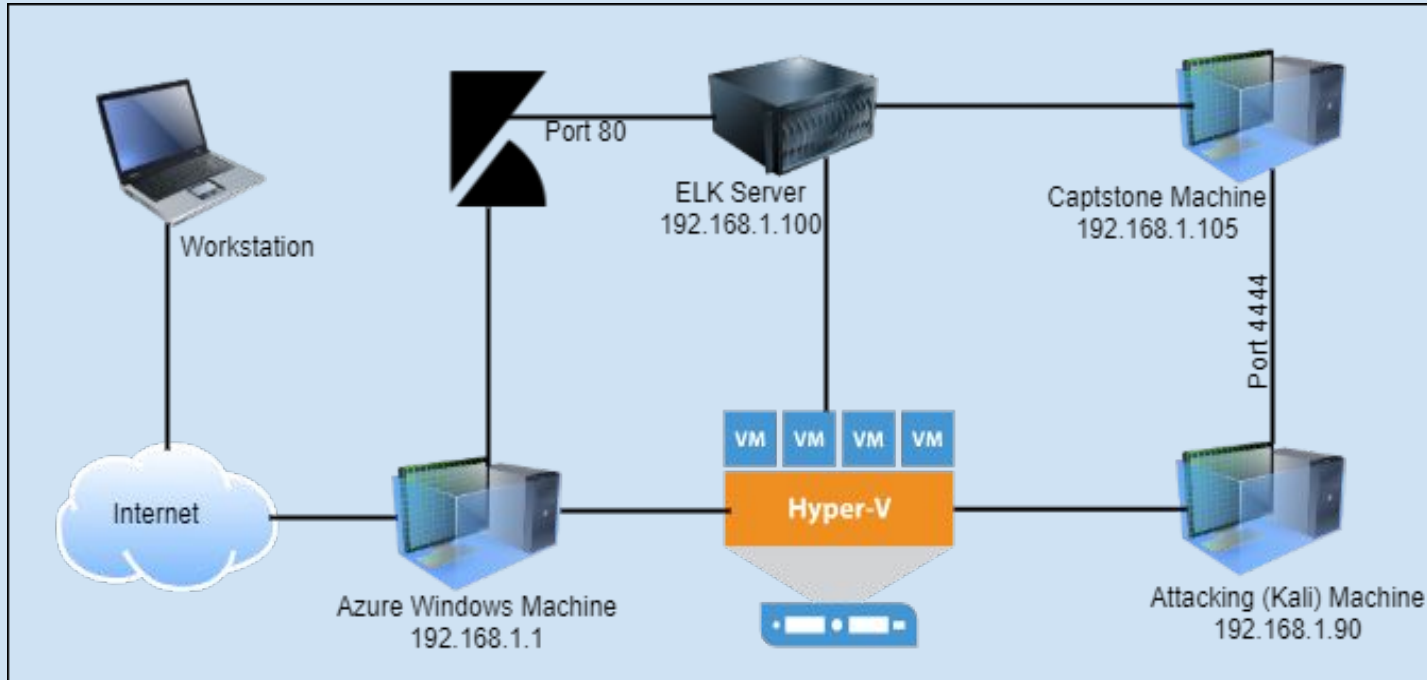 Port 80
ELK Server
192.168.1.100
Captstone Machine
192.168.1.105
Workstation
Port 4444
VM VM VM VM
Hyper-V
Internet
Azure Windows Machine
192.168.1.1
Attacking (Kali) Machine
192.168.1.90